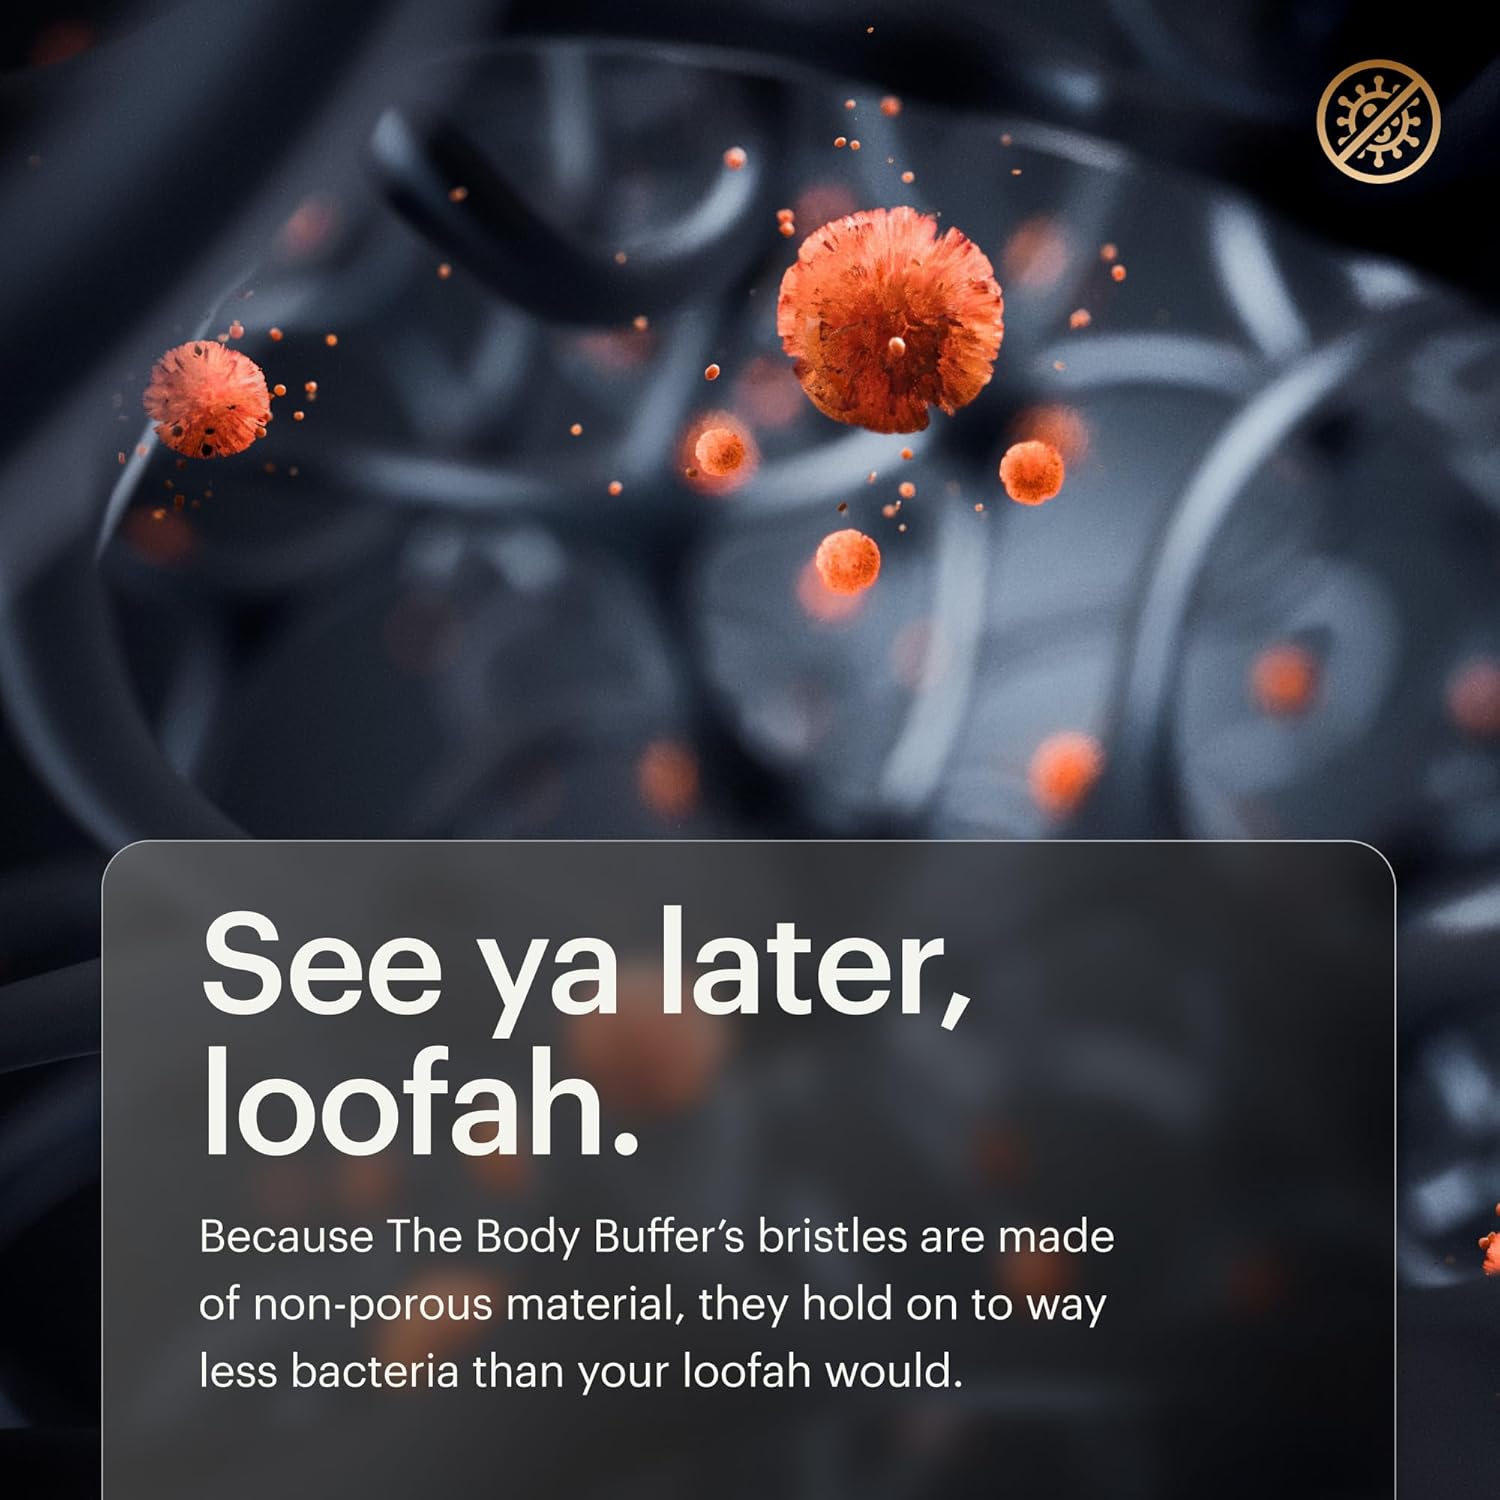 See ya later,
loofah.
Because The Body Buffer’s bristles are made
of non-porous material, they hold on to way
less bacteria than your loofah would.